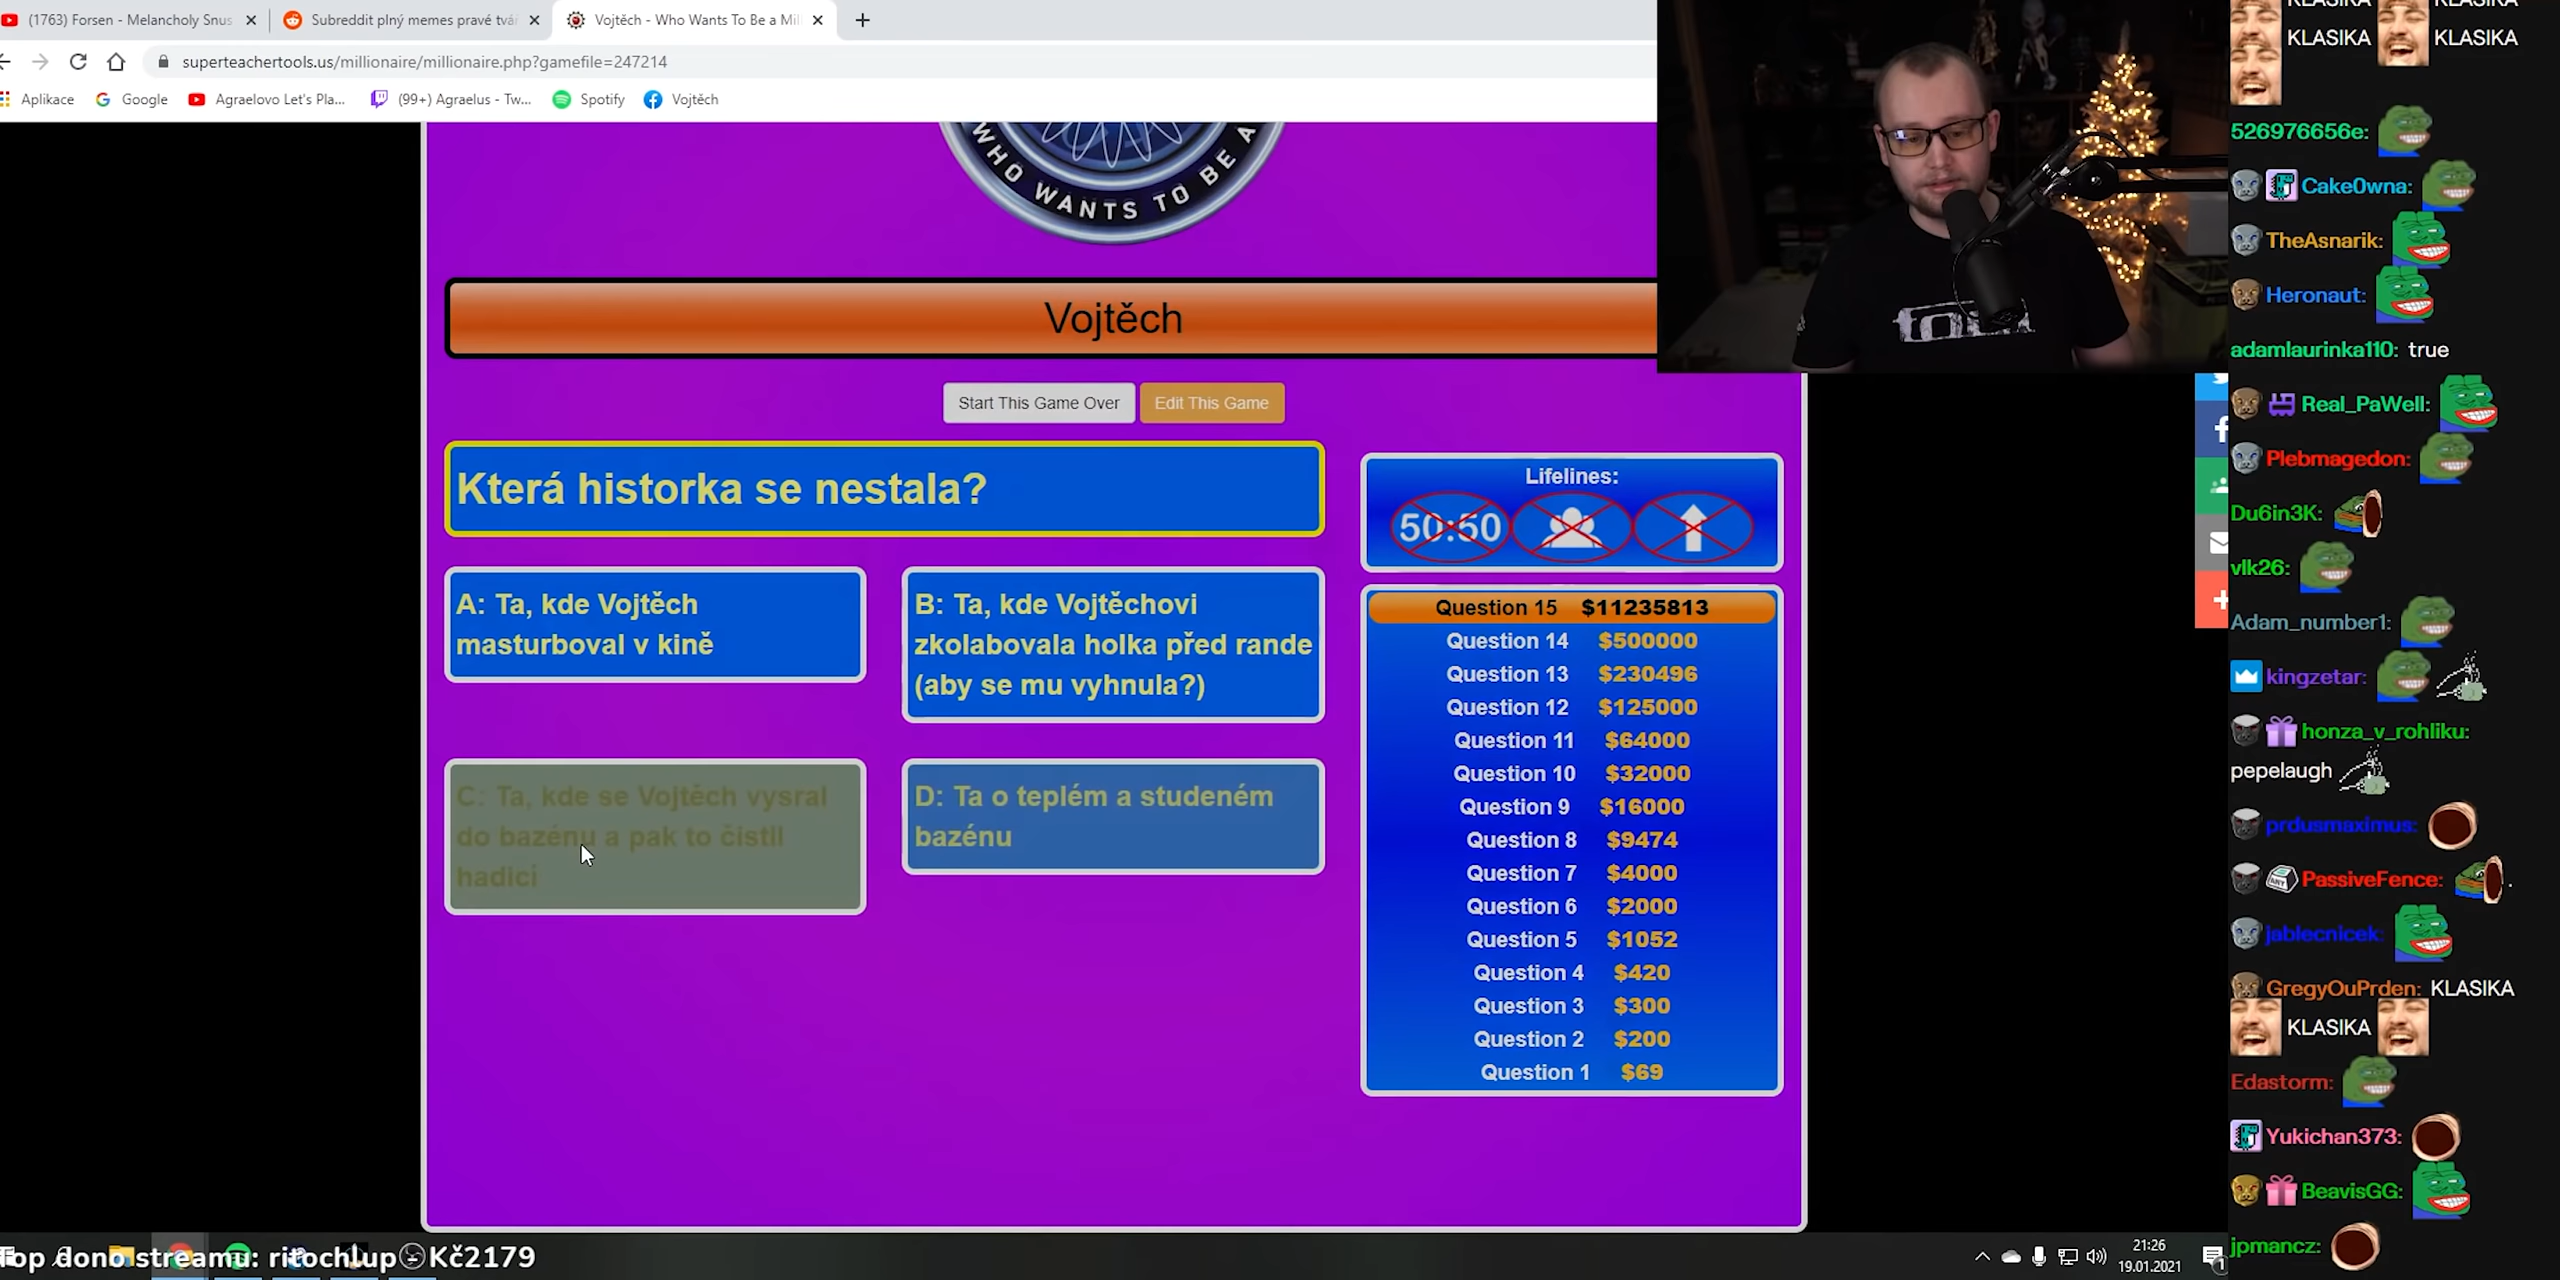 (1763) Forsen - Melancholy Snus
Subreddit plný memes pravé tvá
Vojtěch - Who Wants To Be a Mil
superteachertools.us/millionaire/millionaire.php?gamefile=247214
Aplikace
Google
Agraelovo Let's Pla...
(99+) Agraelus - Tw...
Spotify
Vojtěch
WHO WANTS TO BE A
Vojtěch
Start This Game Over
Edit This Game
Která historka se nestala?
A: Ta, kde Vojtěch
masturboval v kině
B: Ta, kde Vojtěchovi
zkolabovala holka před rande
(aby se mu vyhnula?)
C: Ta, kde se Vojtěch vysral
do bazénu a pak to čistil
hadicí
D: Ta o teplém a studeném
bazénu
Lifelines:
50:50
Question 15 $11235813
Question 14 $500000
Question 13 $230496
Question 12 $125000
Question 11 $64000
Question 10 $32000
Question 9 $16000
Question 8 $9474
Question 7 $4000
Question 6 $2000
Question 5 $1052
Question 4 $420
Question 3 $300
Question 2 $200
Question 1 $69
KLASIKA KLASIKA
KLASIKA KLASIKA
526976656e:
Cake0wna:
TheAsnarik:
Heronaut:
adamlaurinka110: true
Real_PaWell:
Plebmagedon:
Du6in3K:
vlk26:
Adam_number1:
kingzetar:
honza_v_rohliku:
pepelaugh
prdusmaximus:
PassiveFence: .
jablecnicek:
GregyOuPrden: KLASIKA
KLASIKA
Edastorm:
Yukichan373:
BeavisGG:
jpmancz:
Top dono streamu: ritochlup Kč2179
21:26
19.01.2021
1